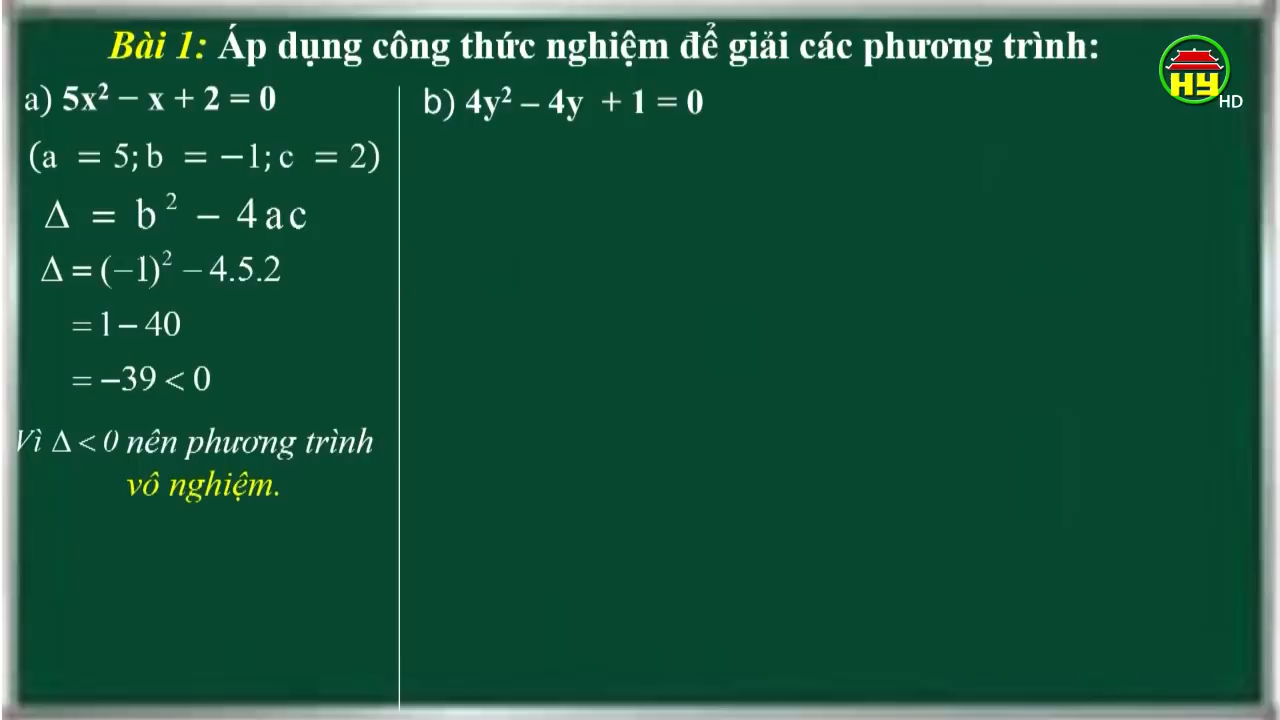 Bài 1: Áp dụng công thức nghiệm để giải các phương trình:
HY
HD
a) 5x² − x + 2 = 0
(a = 5; b = −1; c = 2)
Δ = b² − 4ac
Δ = (−1)² − 4.5.2
= 1 − 40
= −39 < 0
Vì Δ < 0 nên phương trình
vô nghiệm.
b) 4y² – 4y + 1 = 0